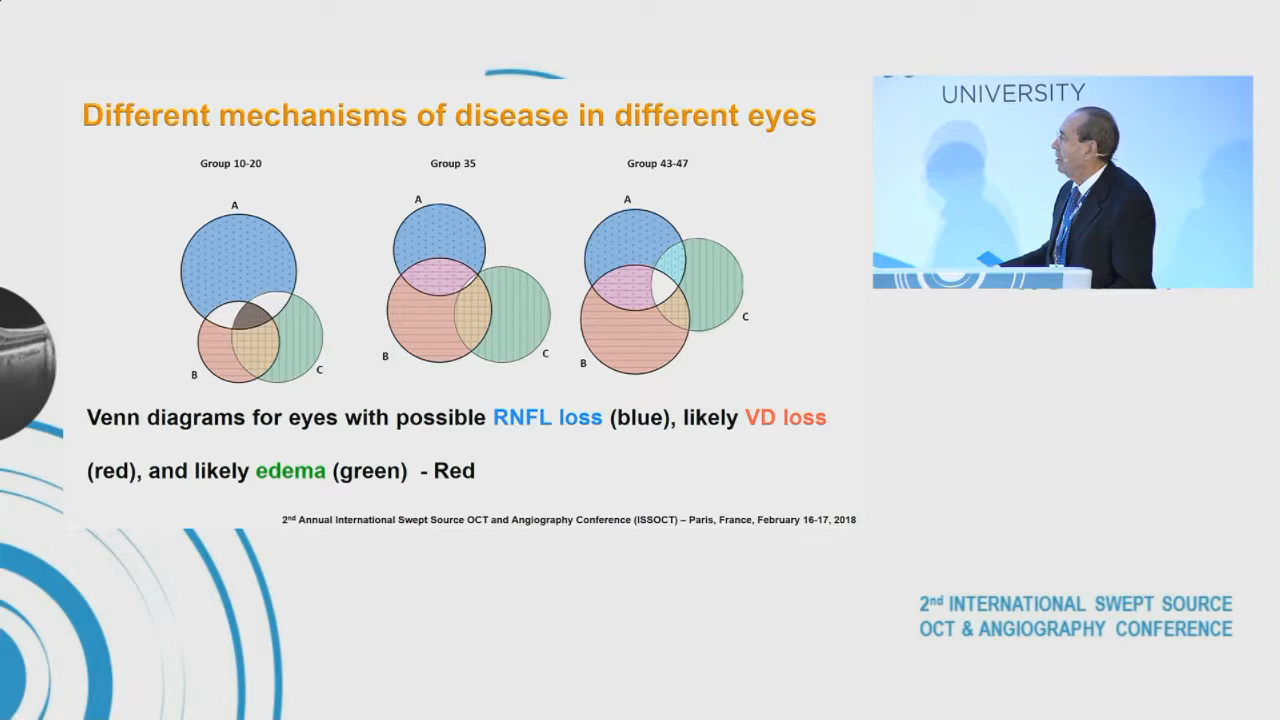 Different mechanisms of disease in different eyes
Group 10-20
Group 35
Group 43-47
A
A
A
B
C
B
C
B
C
Venn diagrams for eyes with possible RNFL loss (blue), likely VD loss
(red), and likely edema (green) - Red
2nd Annual International Swept Source OCT and Angiography Conference (ISSOCT) – Paris, France, February 16-17, 2018
UNIVERSITY
2nd INTERNATIONAL SWEPT SOURCE
OCT & ANGIOGRAPHY CONFERENCE